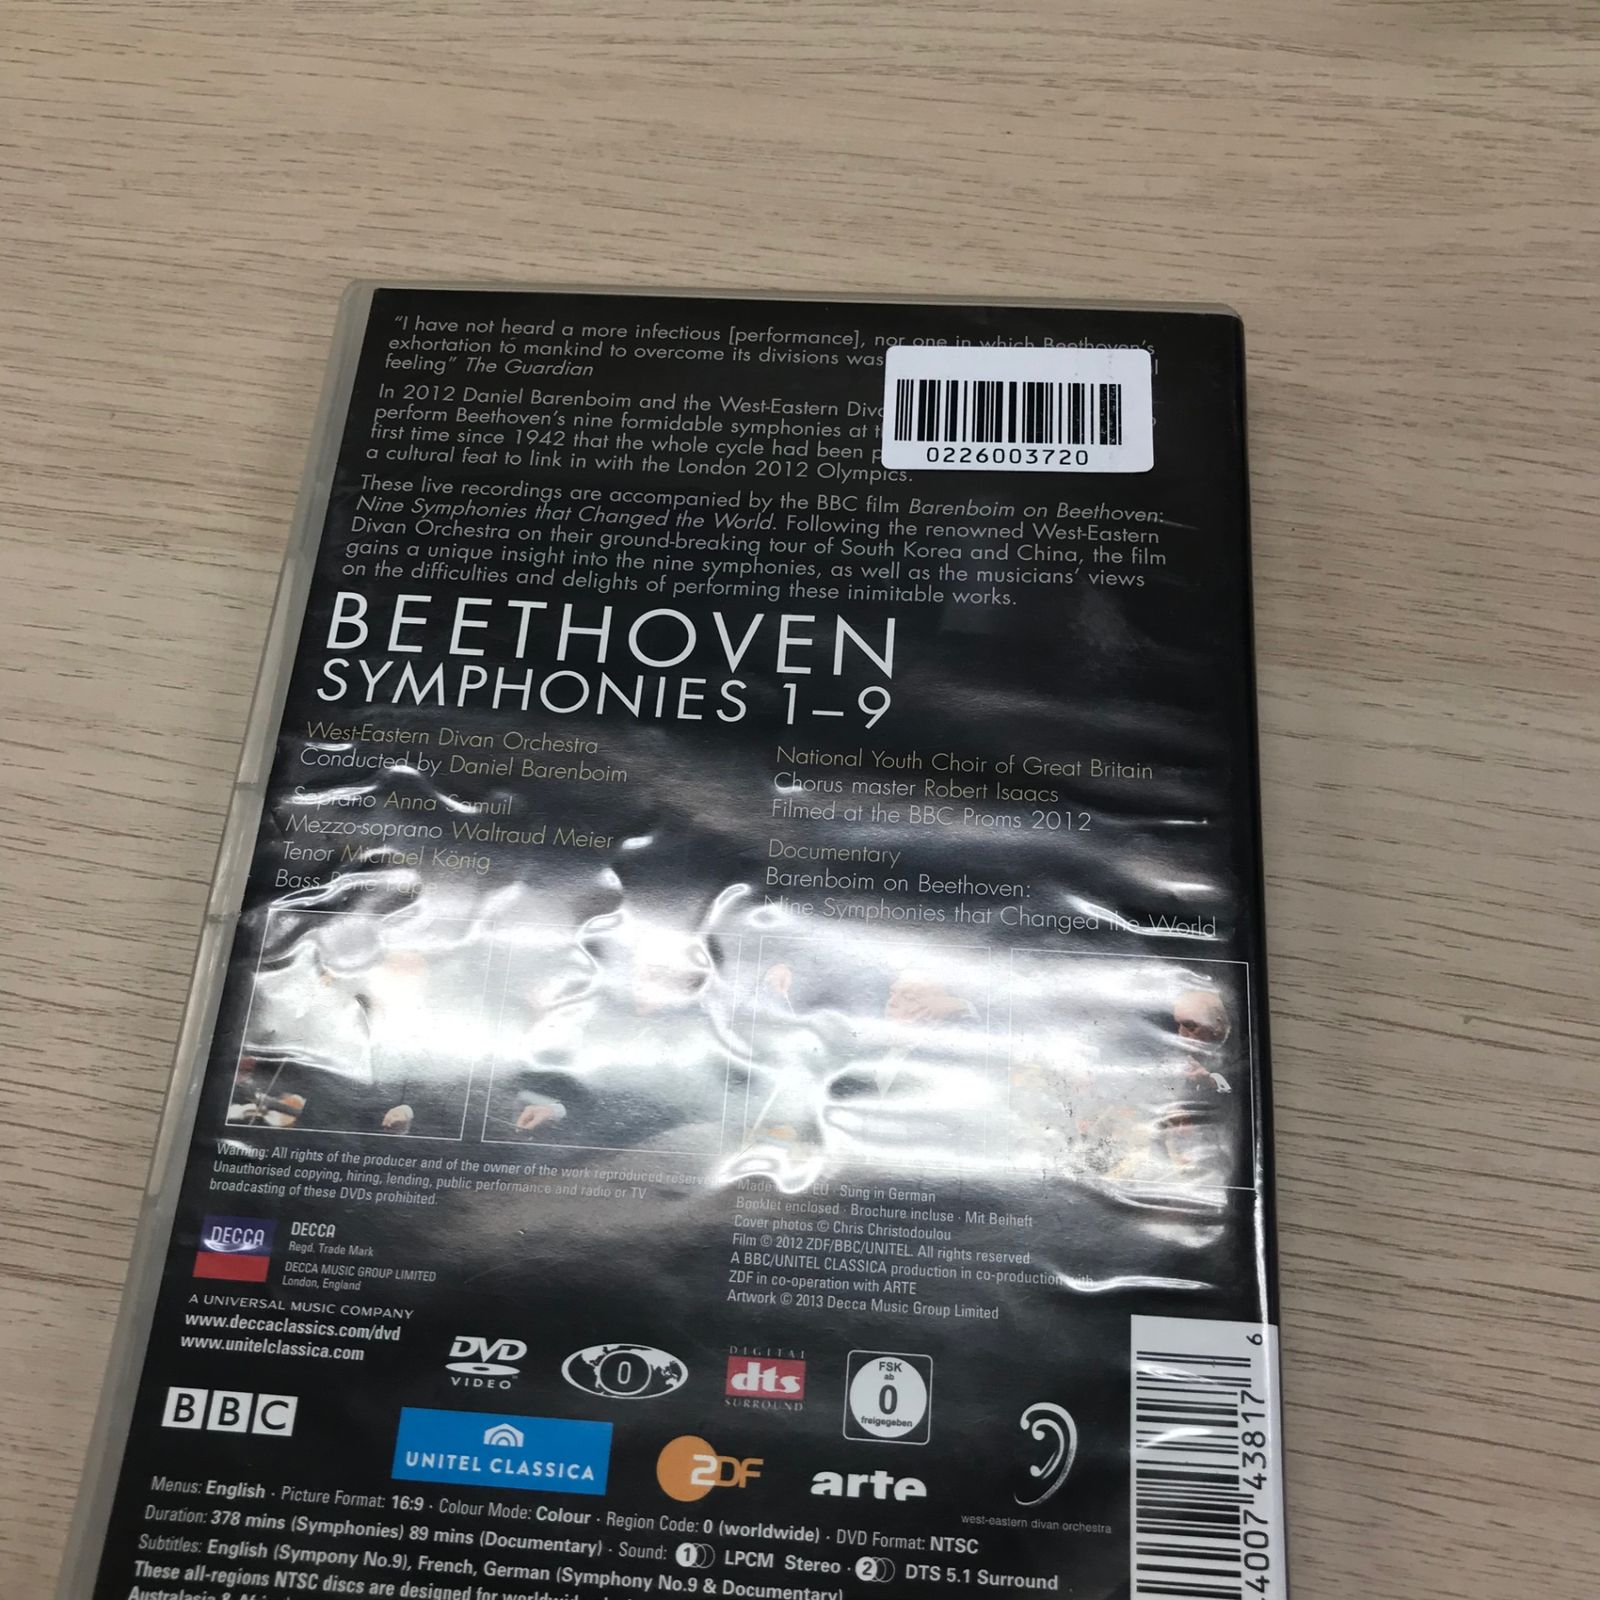 "I have not heard a more infectious [performance], nor one in which Beethoven's
exhortation to mankind to overcome its divisions was
feeling" The Guardian
In 2012 Daniel Barenboim and the West-Eastern
perform Beethoven's nine formidable symphonies at
first time since 1942 that the whole cycle had been
a cultural feat to link in with the London 2012 Olympics.
0226003720
These live recordings are accompanied by the BBC film Barenboim on Beethoven:
Nine Symphonies that Changed the World. Following the renowned West-Eastern
Divan Orchestra on their ground-breaking tour of South Korea and China, the film
gains a unique insight into the nine symphonies, as well as the musicians' views
on the difficulties and delights of performing these inimitable works.
BEETHOVEN
SYMPHONIES 1–9
West-Eastern Divan Orchestra
Conducted by Daniel Barenboim
Soprano Anna Samuil
Mezzo-soprano Waltraud Meier
Tenor Michael König
Bass René Pape
National Youth Choir of Great Britain
Chorus master Robert Isaacs
Filmed at the BBC Proms 2012
Documentary
Barenboim on Beethoven:
Nine Symphonies that Changed the World
Warning: All rights of the producer and of the owner of the work reproduced reserved.
Unauthorised copying, hiring, lending, public performance and radio or TV
broadcasting of these DVDs prohibited.
DECCA
DECCA
Regd. Trade Mark
DECCA MUSIC GROUP LIMITED
London, England
A UNIVERSAL MUSIC COMPANY
www.deccaclassics.com/dvd
www.unitelclassica.com
Made EU · Sung in German
Booklet enclosed · Brochure incluse · Mit Beiheft
Cover photos © Chris Christodoulou
Film © 2012 ZDF/BBC/UNITEL. All rights reserved
A BBC/UNITEL CLASSICA production in co-production with
ZDF in co-operation with ARTE
Artwork © 2013 Decca Music Group Limited
DVD
VIDEO
0
DIGITAL
dts
SURROUND
FSK
ab
0
freigegeben
BBC
UNITEL CLASSICA
2DF
arte
west-eastern divan orchestra
4007 43817 6
Menus: English · Picture Format: 16:9 · Colour Mode: Colour · Region Code: 0 (worldwide) · DVD Format: NTSC
Duration: 378 mins (Symphonies) 89 mins (Documentary) · Sound: 1 LPCM Stereo · 2 DTS 5.1 Surround
Subtitles: English (Sympony No.9), French, German (Symphony No.9 & Documentary)
These all-regions NTSC discs are designed for
Australasia &